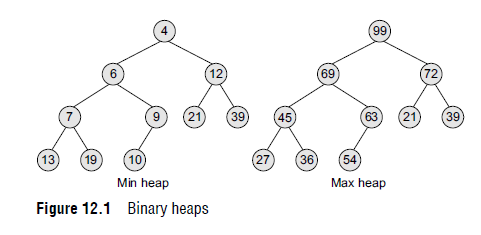 4 99
6 12 69 72
7 9 21 39 45 63 21 39
13 19 10 27 36 54
Min heap Max heap
Figure 12.1 Binary heaps